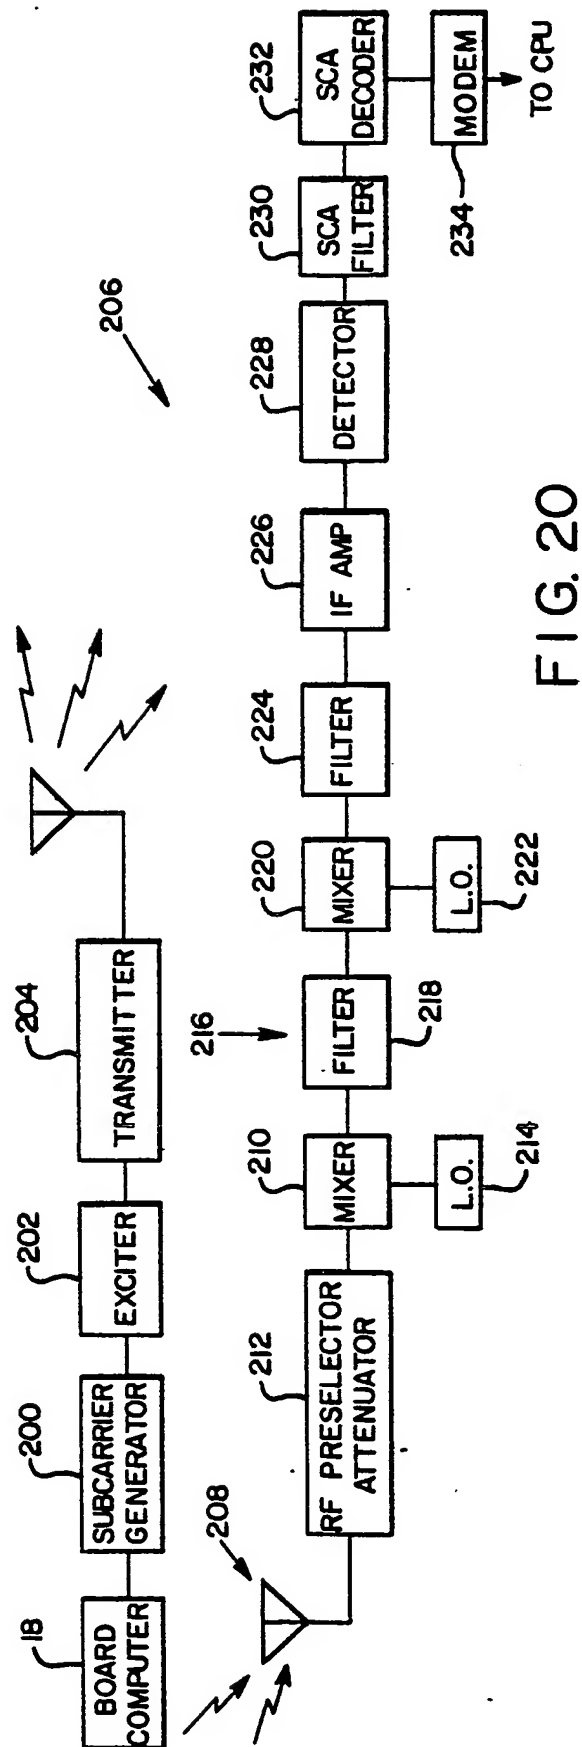 18
BOARD
COMPUTER
200
SUBCARRIER
GENERATOR
202
EXCITER
204
TRANSMITTER
206
208
212
RF PRESELECTOR
ATTENUATOR
210
MIXER
L.O.
214
216
FILTER
218
220
MIXER
L.O.
222
224
FILTER
226
IF AMP
228
DETECTOR
230
SCA
FILTER
232
SCA
DECODER
MODEM
234
TO CPU
FIG. 20